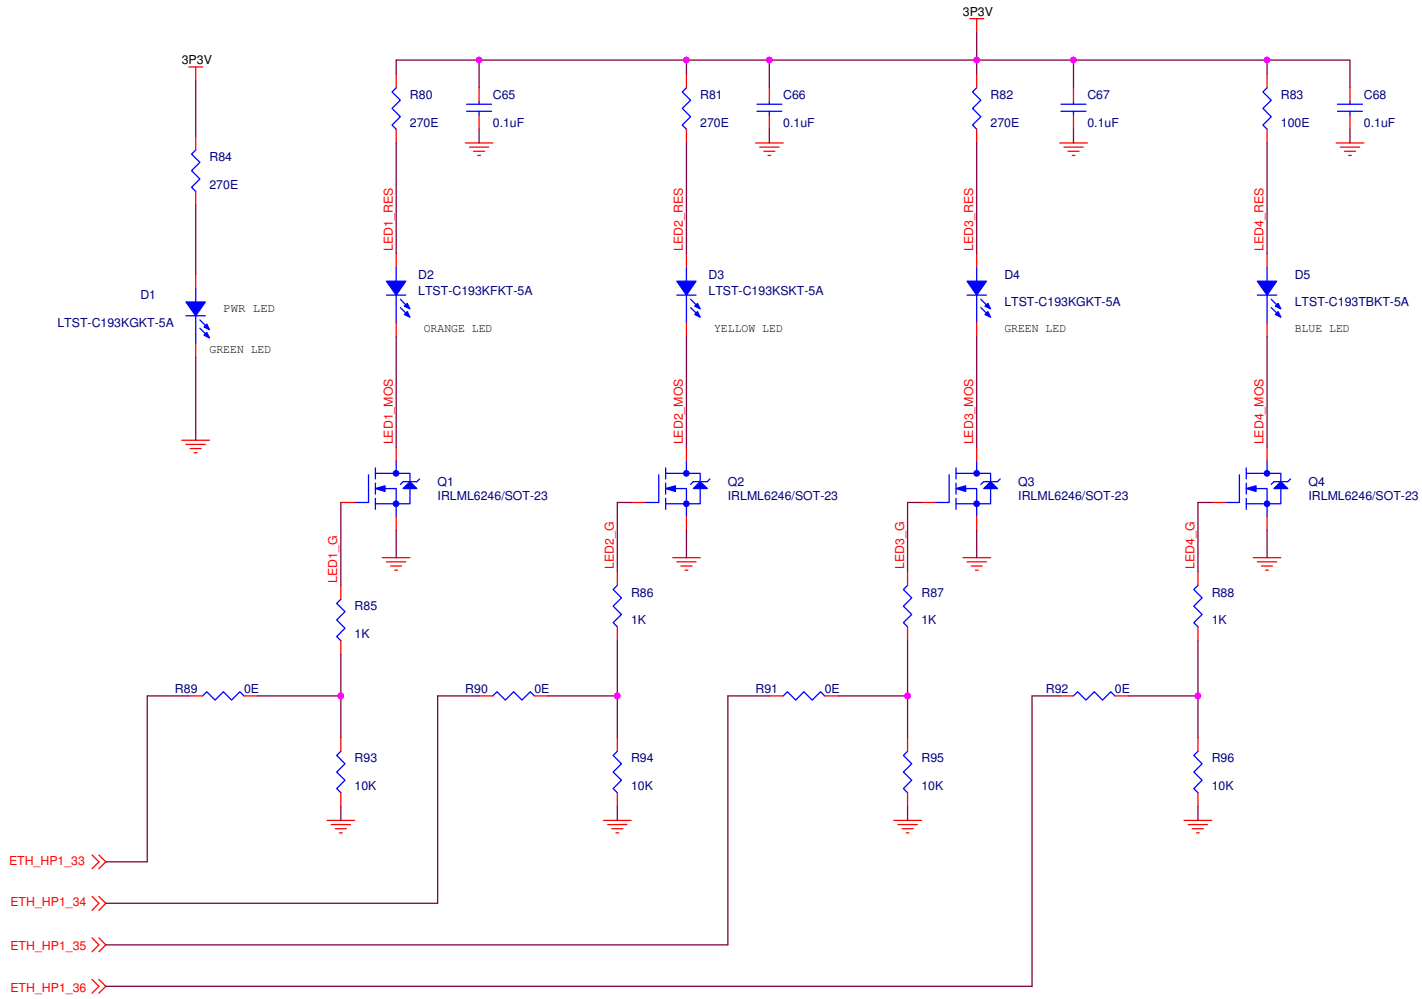 3P3V
3P3V
R80
270E
C65
0.1uF
R81
270E
C66
0.1uF
R82
270E
C67
0.1uF
R83
100E
C68
0.1uF
R84
270E
LED1_RES
LED2_RES
LED3_RES
LED4_RES
D1
LTST-C193KGKT-5A
PWR LED
GREEN LED
D2
LTST-C193KFKT-5A
ORANGE LED
D3
LTST-C193KSKT-5A
YELLOW LED
D4
LTST-C193KGKT-5A
GREEN LED
D5
LTST-C193TBKT-5A
BLUE LED
LED1_MOS
LED2_MOS
LED3_MOS
LED4_MOS
Q1
IRLML6246/SOT-23
Q2
IRLML6246/SOT-23
Q3
IRLML6246/SOT-23
Q4
IRLML6246/SOT-23
LED1_G
LED2_G
LED3_G
LED4_G
R85
1K
R86
1K
R87
1K
R88
1K
R89 0E
R90 0E
R91 0E
R92 0E
R93
10K
R94
10K
R95
10K
R96
10K
ETH_HP1_33
ETH_HP1_34
ETH_HP1_35
ETH_HP1_36